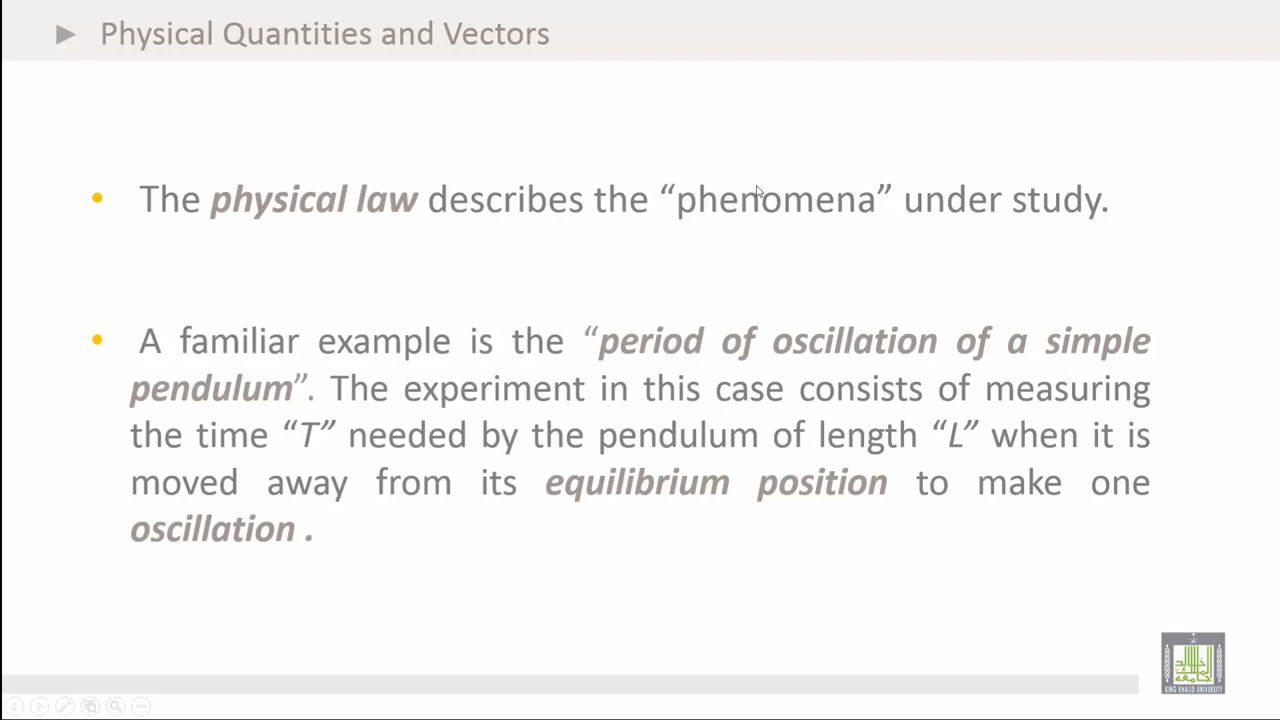 Physical Quantities and Vectors
• The physical law describes the “phenomena” under study.
• A familiar example is the “period of oscillation of a simple
pendulum”. The experiment in this case consists of measuring
the time “T” needed by the pendulum of length “L” when it is
moved away from its equilibrium position to make one
oscillation .
KING KHALID UNIVERSITY